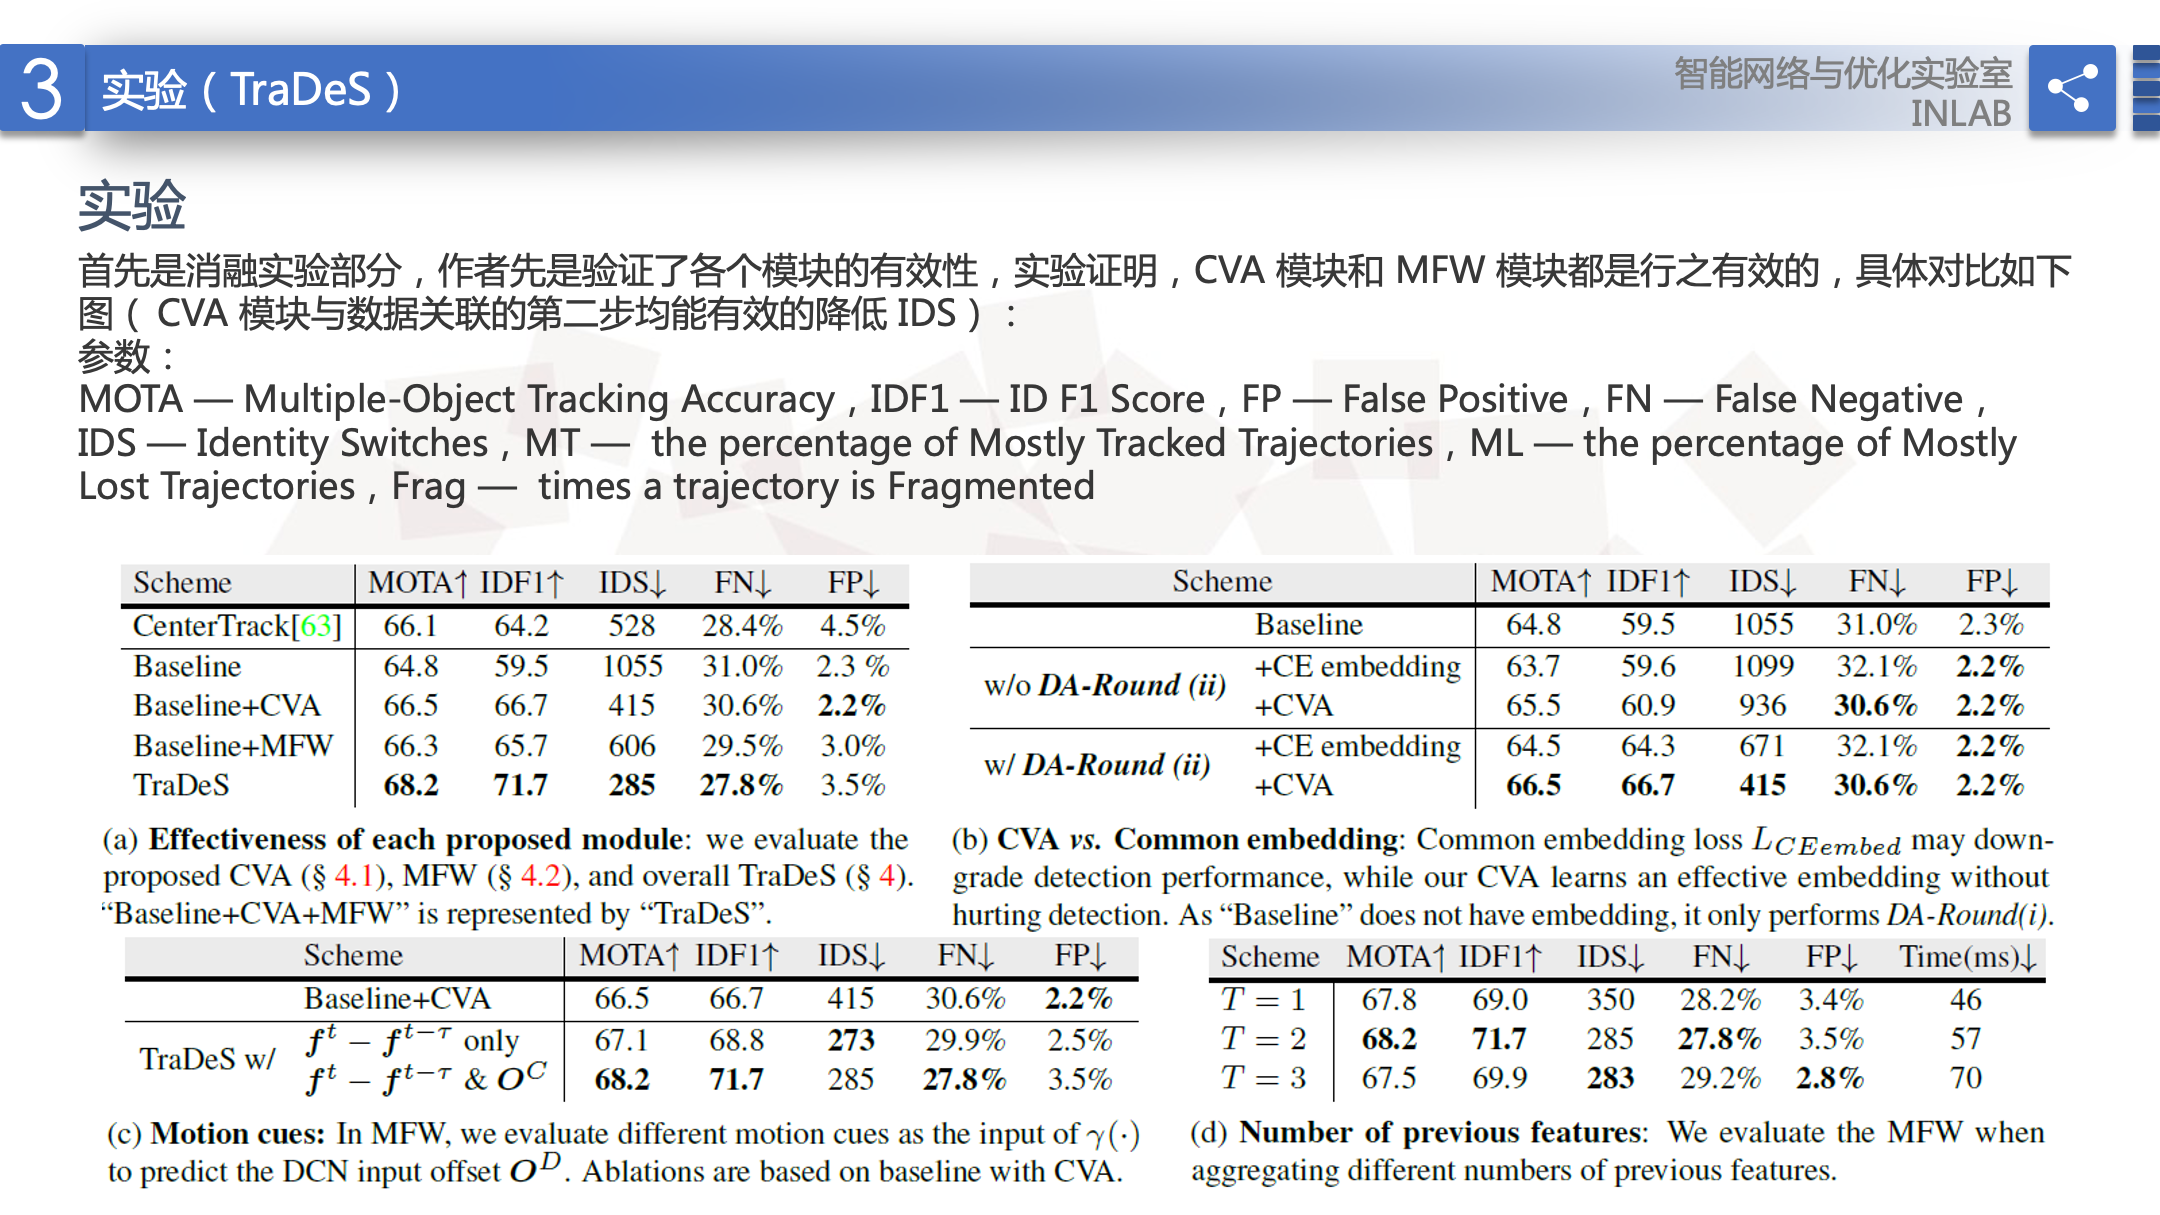 3 实验（TraDeS）
智能网络与优化实验室
INLAB
实验
首先是消融实验部分，作者先是验证了各个模块的有效性，实验证明，CVA 模块和 MFW 模块都是行之有效的，具体对比如下
图（ CVA 模块与数据关联的第二步均能有效的降低 IDS）：
参数：
MOTA — Multiple-Object Tracking Accuracy，IDF1 — ID F1 Score，FP — False Positive，FN — False Negative，
IDS — Identity Switches，MT — the percentage of Mostly Tracked Trajectories，ML — the percentage of Mostly
Lost Trajectories，Frag — times a trajectory is Fragmented
Scheme MOTA↑ IDF1↑ IDS↓ FN↓ FP↓
CenterTrack[63] 66.1 64.2 528 28.4% 4.5%
Baseline 64.8 59.5 1055 31.0% 2.3 %
Baseline+CVA 66.5 66.7 415 30.6% 2.2%
Baseline+MFW 66.3 65.7 606 29.5% 3.0%
TraDeS 68.2 71.7 285 27.8% 3.5%
(a) Effectiveness of each proposed module: we evaluate the
proposed CVA (§ 4.1), MFW (§ 4.2), and overall TraDeS (§ 4).
“Baseline+CVA+MFW” is represented by “TraDeS”.
Scheme MOTA↑ IDF1↑ IDS↓ FN↓ FP↓
Baseline 64.8 59.5 1055 31.0% 2.3%
w/o DA-Round (ii) +CE embedding 63.7 59.6 1099 32.1% 2.2%
+CVA 65.5 60.9 936 30.6% 2.2%
w/ DA-Round (ii) +CE embedding 64.5 64.3 671 32.1% 2.2%
+CVA 66.5 66.7 415 30.6% 2.2%
(b) CVA vs. Common embedding: Common embedding loss L_CEembed may down-
grade detection performance, while our CVA learns an effective embedding without
hurting detection. As “Baseline” does not have embedding, it only performs DA-Round(i).
Scheme MOTA↑ IDF1↑ IDS↓ FN↓ FP↓
Baseline+CVA 66.5 66.7 415 30.6% 2.2%
TraDeS w/ f^t − f^{t−τ} only 67.1 68.8 273 29.9% 2.5%
f^t − f^{t−τ} & O^C 68.2 71.7 285 27.8% 3.5%
(c) Motion cues: In MFW, we evaluate different motion cues as the input of γ(·)
to predict the DCN input offset O^D. Ablations are based on baseline with CVA.
Scheme MOTA↑ IDF1↑ IDS↓ FN↓ FP↓ Time(ms)↓
T = 1 67.8 69.0 350 28.2% 3.4% 46
T = 2 68.2 71.7 285 27.8% 3.5% 57
T = 3 67.5 69.9 283 29.2% 2.8% 70
(d) Number of previous features: We evaluate the MFW when
aggregating different numbers of previous features.